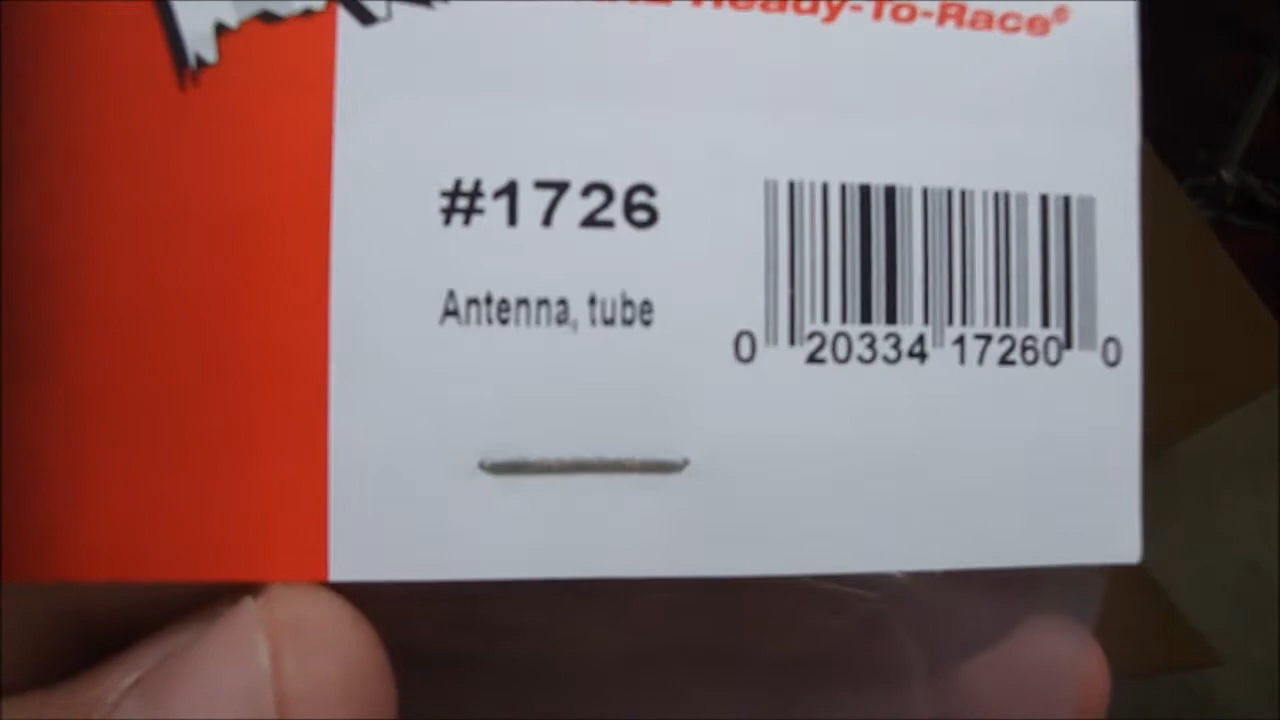 Ready-To-Race®
#1726
Antenna, tube
0 20334 17260 0